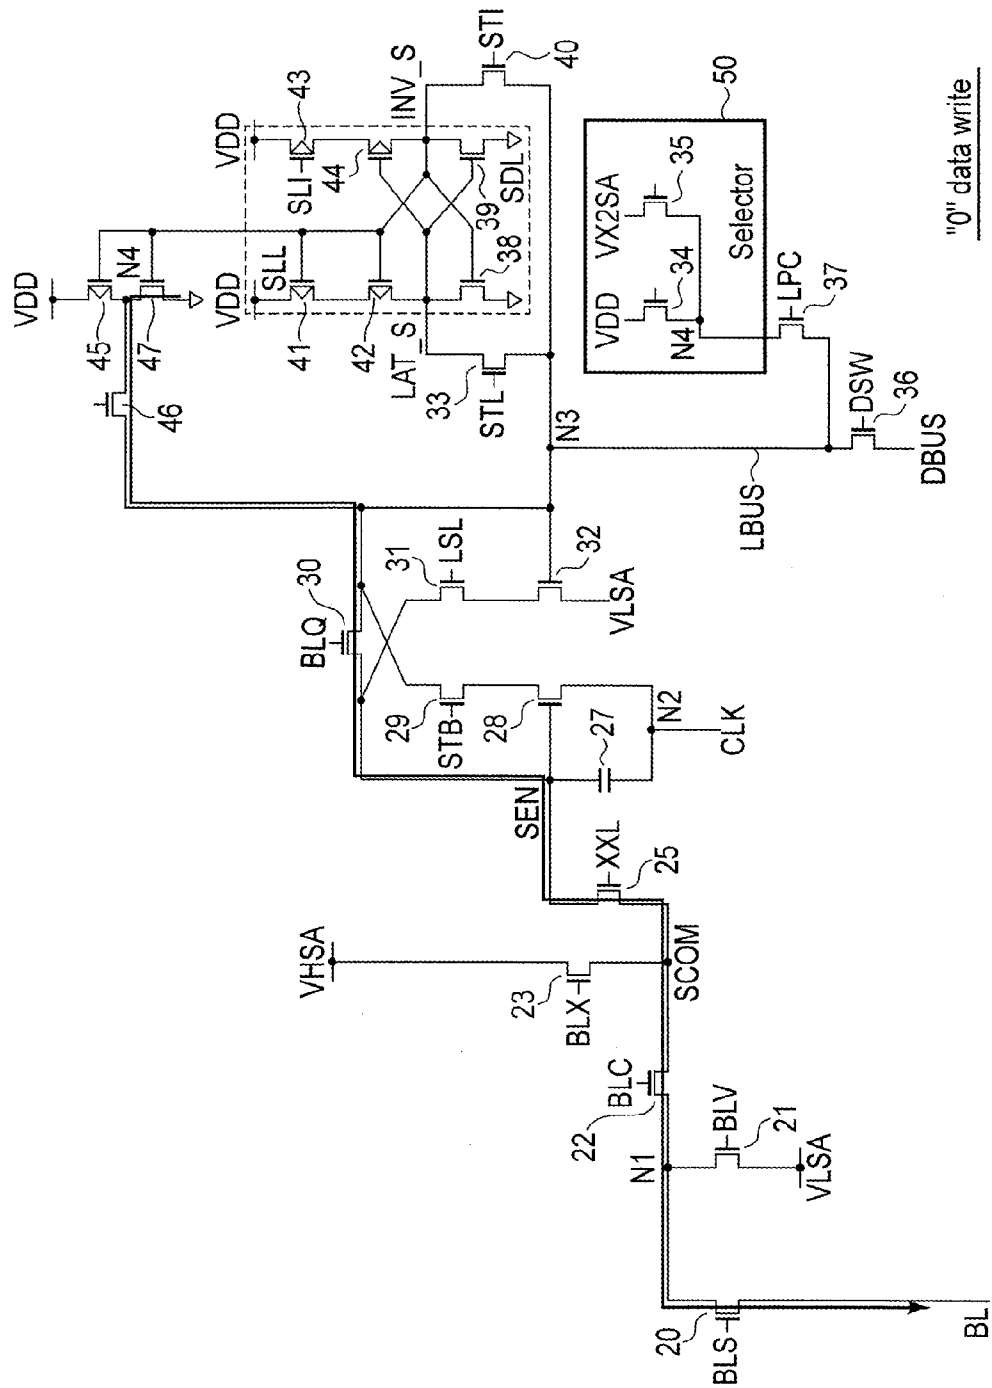 VDD
45
47
N4
46
VDD
VDD
SLL
SLI
43
41
44
42
LAT_S
INV_S
33
STL
38
39
SDL
STI
40
BLQ
30
VHSA
29
STB
31
LSL
28
32
N3
SEN
27
VLSA
N2
CLK
23
BLX
XXL
25
22
BLC
SCOM
N1
BLV
21
VLSA
20
BLS
BL
VDD
34
VX2SA
35
50
N4
Selector
LPC
37
LBUS
DSW
36
DBUS
"0" data write